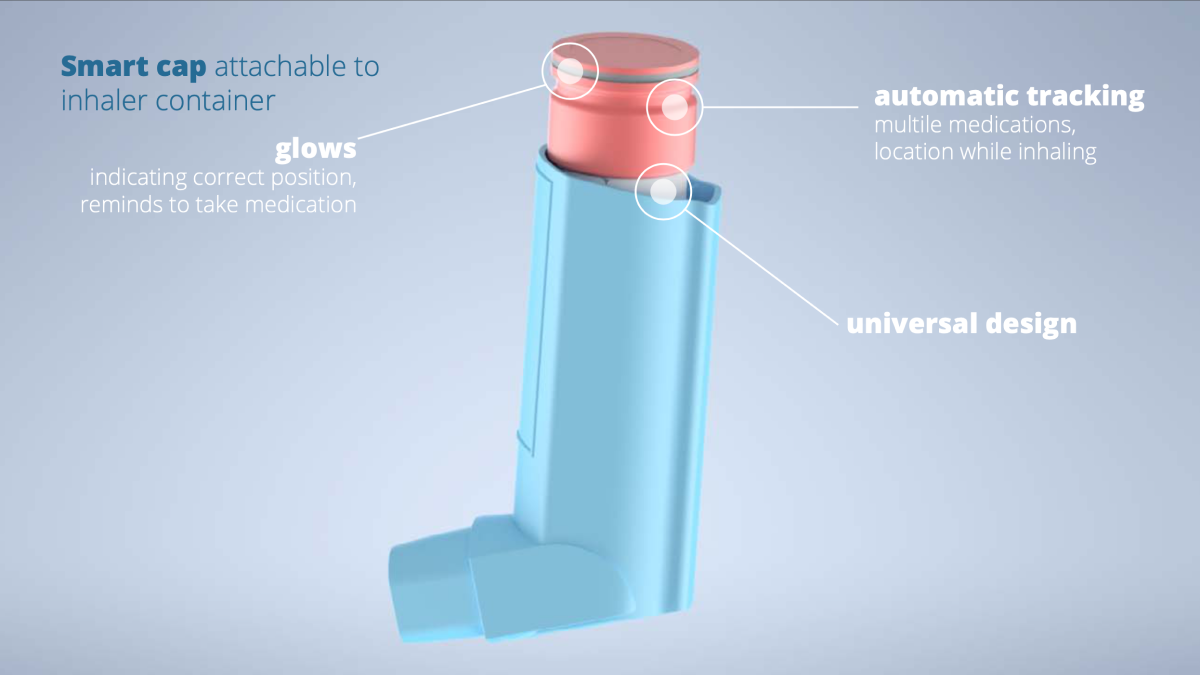 Smart cap attachable to
inhaler container
glows
indicating correct position,
reminds to take medication
automatic tracking
multile medications,
location while inhaling
universal design